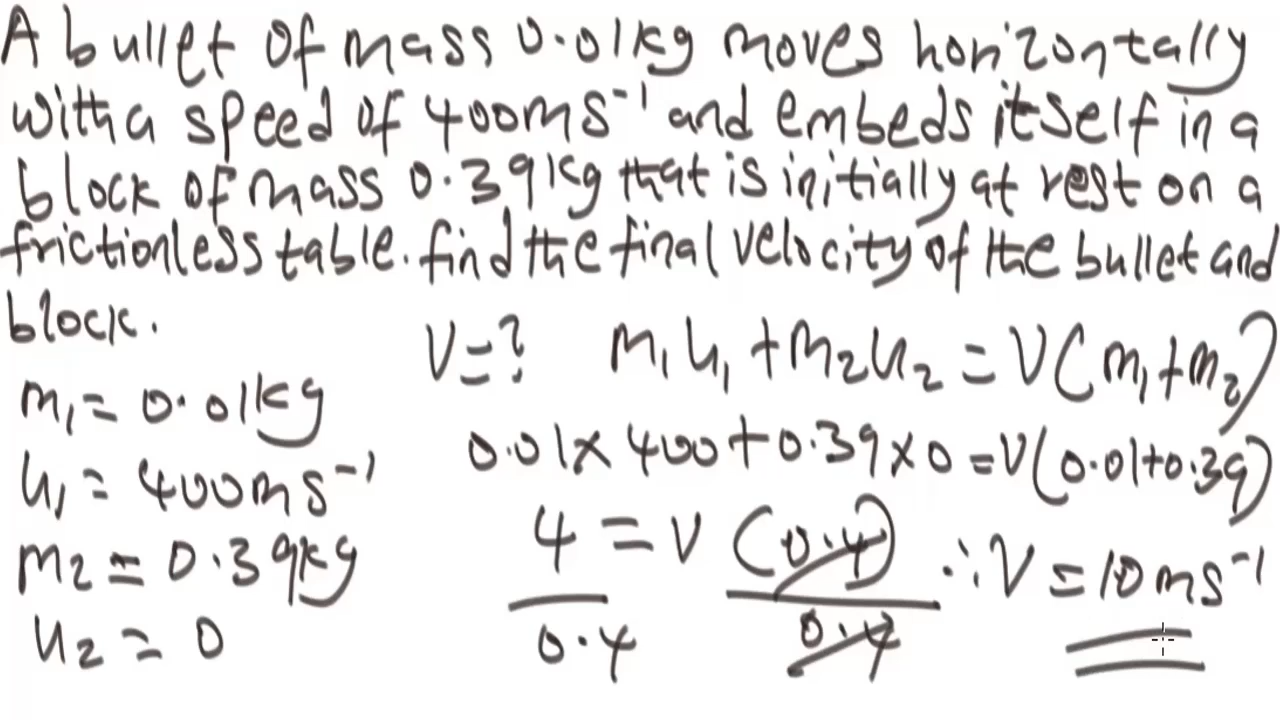 A bullet of mass 0.01kg moves horizontally
with a speed of 400ms⁻¹ and embeds itself in a
block of mass 0.39kg that is initially at rest on a
frictionless table. find the final velocity of the bullet and
block.
V=? m₁u₁+m₂u₂=V(m₁+m₂)
m₁=0.01kg
0.01×400+0.39×0=V(0.01+0.39)
u₁=400ms⁻¹
4/0.4 = V(0.4)/0.4 ∴V=10ms⁻¹
m₂=0.39kg
u₂=0